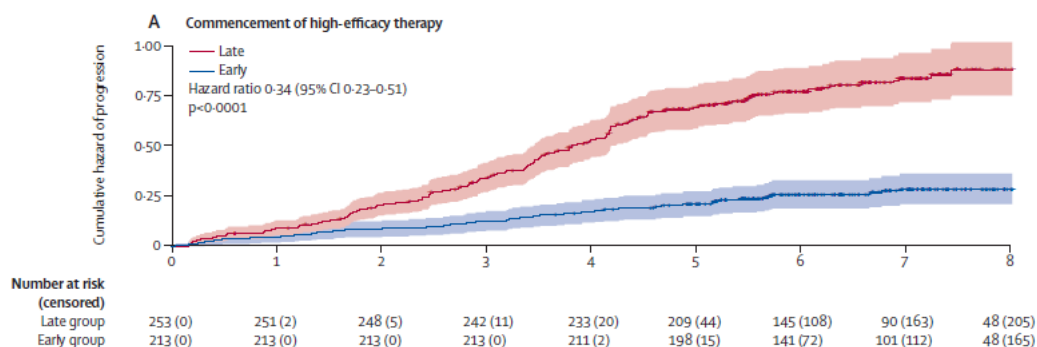 A Commencement of high-efficacy therapy
1·00
Late
Early
Hazard ratio 0·34 (95% CI 0·23–0·51)
p<0·0001
0·75
0·50
0·25
0
Cumulative hazard of progression
0 1 2 3 4 5 6 7 8
Number at risk
(censored)
Late group 253 (0) 251 (2) 248 (5) 242 (11) 233 (20) 209 (44) 145 (108) 90 (163) 48 (205)
Early group 213 (0) 213 (0) 213 (0) 213 (0) 211 (2) 198 (15) 141 (72) 101 (112) 48 (165)